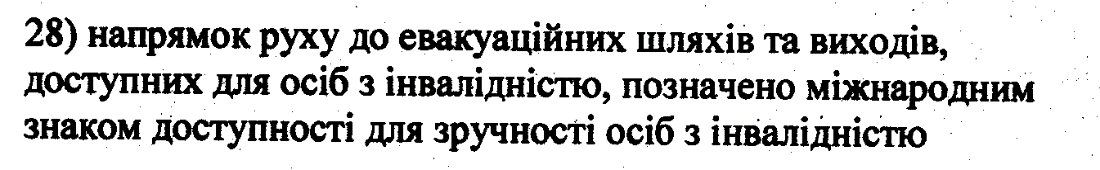 28) напрямок руху до евакуаційних шляхів та виходів,
доступних для осіб з інвалідністю, позначено міжнародним
знаком доступності для зручності осіб з інвалідністю